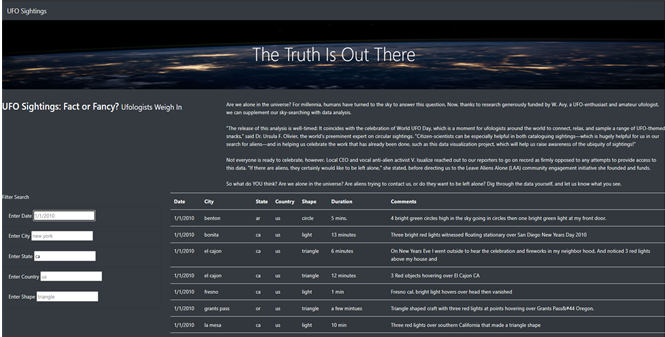 UFO Sightings
The Truth Is Out There
UFO Sightings: Fact or Fancy? Ufologists Weigh In
Are we alone in the universe? For millennia, humans have turned to the sky to answer this question. Now, thanks to research generously funded by W. Avy, a UFO-enthusiast and amateur ufologist,
we can supplement our sky-searching with data analysis.
"The release of this analysis is well-timed: It coincides with the celebration of World UFO Day, which is a moment for ufologists around the world to connect, relax, and sample a range of UFO-themed
snacks," said Dr. Ursula F. Olivier, the world's preeminent expert on circular sightings. "Citizen-scientists can be especially helpful in both cataloguing sightings—which is hugely helpful for us in our
search for aliens—and in helping us celebrate the work that has already been done, such as this data visualization project, which will help us raise awareness of the ubiquity of sightings!"
Not everyone is ready to celebrate, however. Local CEO and vocal anti-alien activist V. Isualize reached out to our reporters to go on record as firmly opposed to any attempts to provide access to
this data. "If there are aliens, they certainly would like to be left alone," she stated, before directing us to the Leave Aliens Alone (LAA) community engagement initiative she founded and funds.
So what do YOU think? Are we alone in the universe? Are aliens trying to contact us, or do they want to be left alone? Dig through the data yourself, and let us know what you see.
Filter Search
Enter Date 1/1/2010
Enter City new york
Enter State ca
Enter Country us
Enter Shape triangle
Date City State Country Shape Duration Comments
1/1/2010 benton ar us circle 5 mins. 4 bright green circles high in the sky going in circles then one bright green light at my front door.
1/1/2010 bonita ca us light 13 minutes Three bright red lights witnessed floating stationary over San Diego New Years Day 2010
1/1/2010 el cajon ca us triangle 6 minutes On New Years Eve I went outside to hear the celebration and fireworks in my neighbor hood. And noticed 3 red lights
above my house and
1/1/2010 el cajon ca us triangle 12 minutes 3 Red objects hovering over El Cajon CA
1/1/2010 fresno ca us light 1 min Fresno cal. bright light hovers over head then vanished
1/1/2010 grants pass or us triangle a few mintues Triangle shaped craft with three red lights at points hovering over Grants Pass&#44 Oregon.
1/1/2010 la mesa ca us light 10 min Three red lights over southern California that made a triangle shape